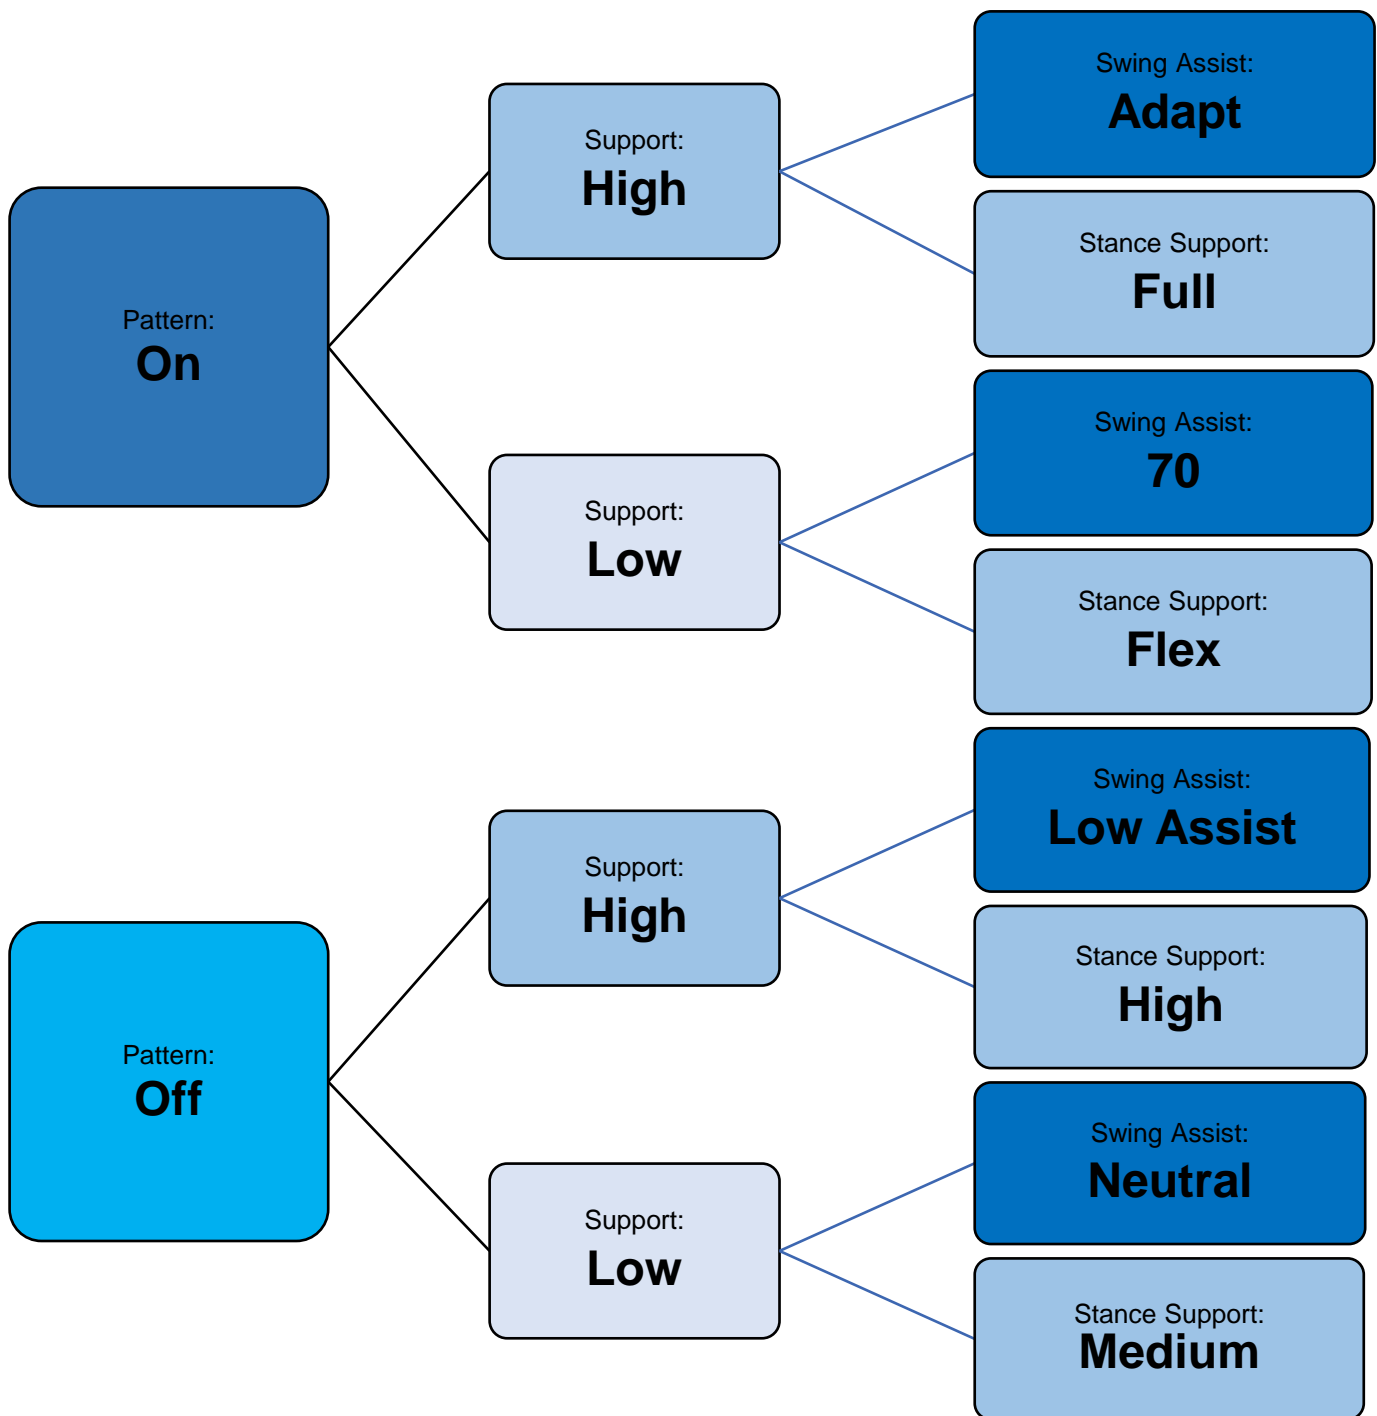 Pattern:
On
Support:
High
Swing Assist:
Adapt
Stance Support:
Full
Support:
Low
Swing Assist:
70
Stance Support:
Flex
Pattern:
Off
Support:
High
Swing Assist:
Low Assist
Stance Support:
High
Support:
Low
Swing Assist:
Neutral
Stance Support:
Medium